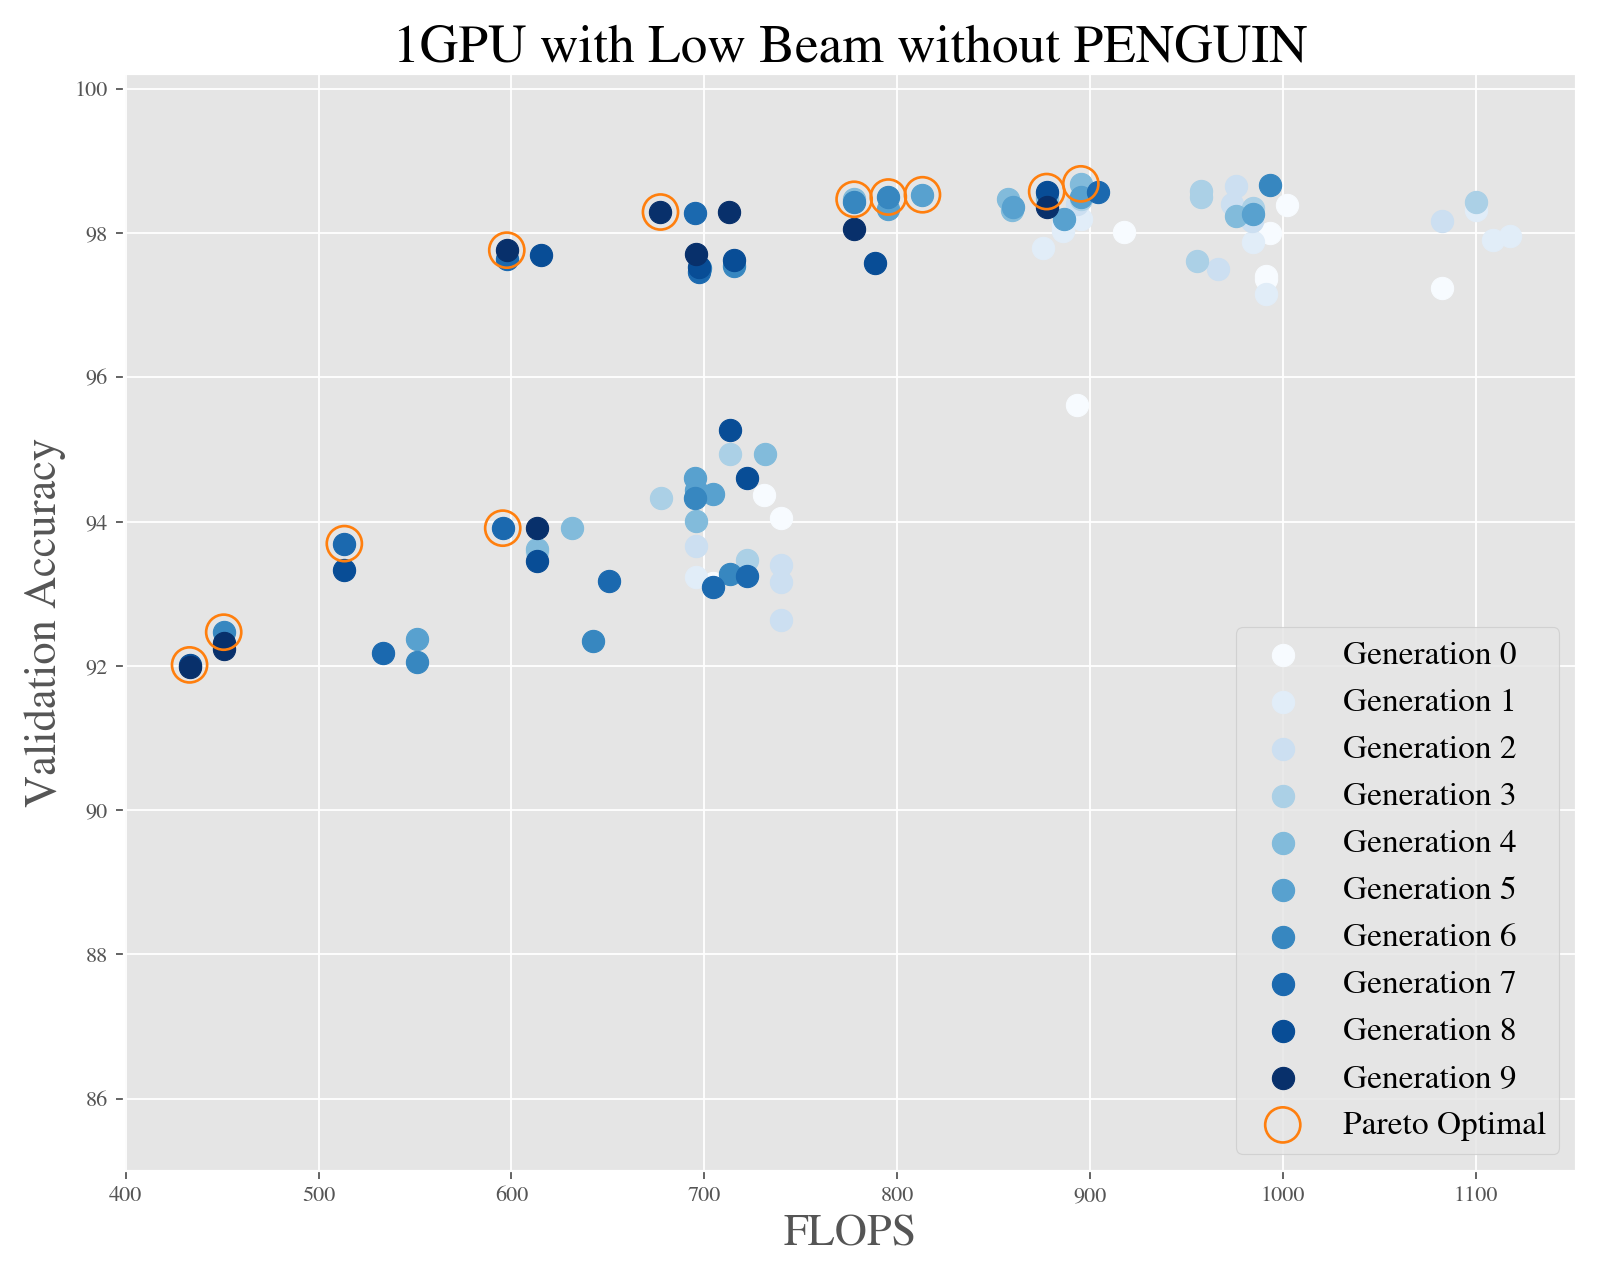 1GPU with Low Beam without PENGUIN
100
98
96
94
92
90
88
86
Validation Accuracy
400 500 600 700 800 900 1000 1100
FLOPS
Generation 0
Generation 1
Generation 2
Generation 3
Generation 4
Generation 5
Generation 6
Generation 7
Generation 8
Generation 9
Pareto Optimal